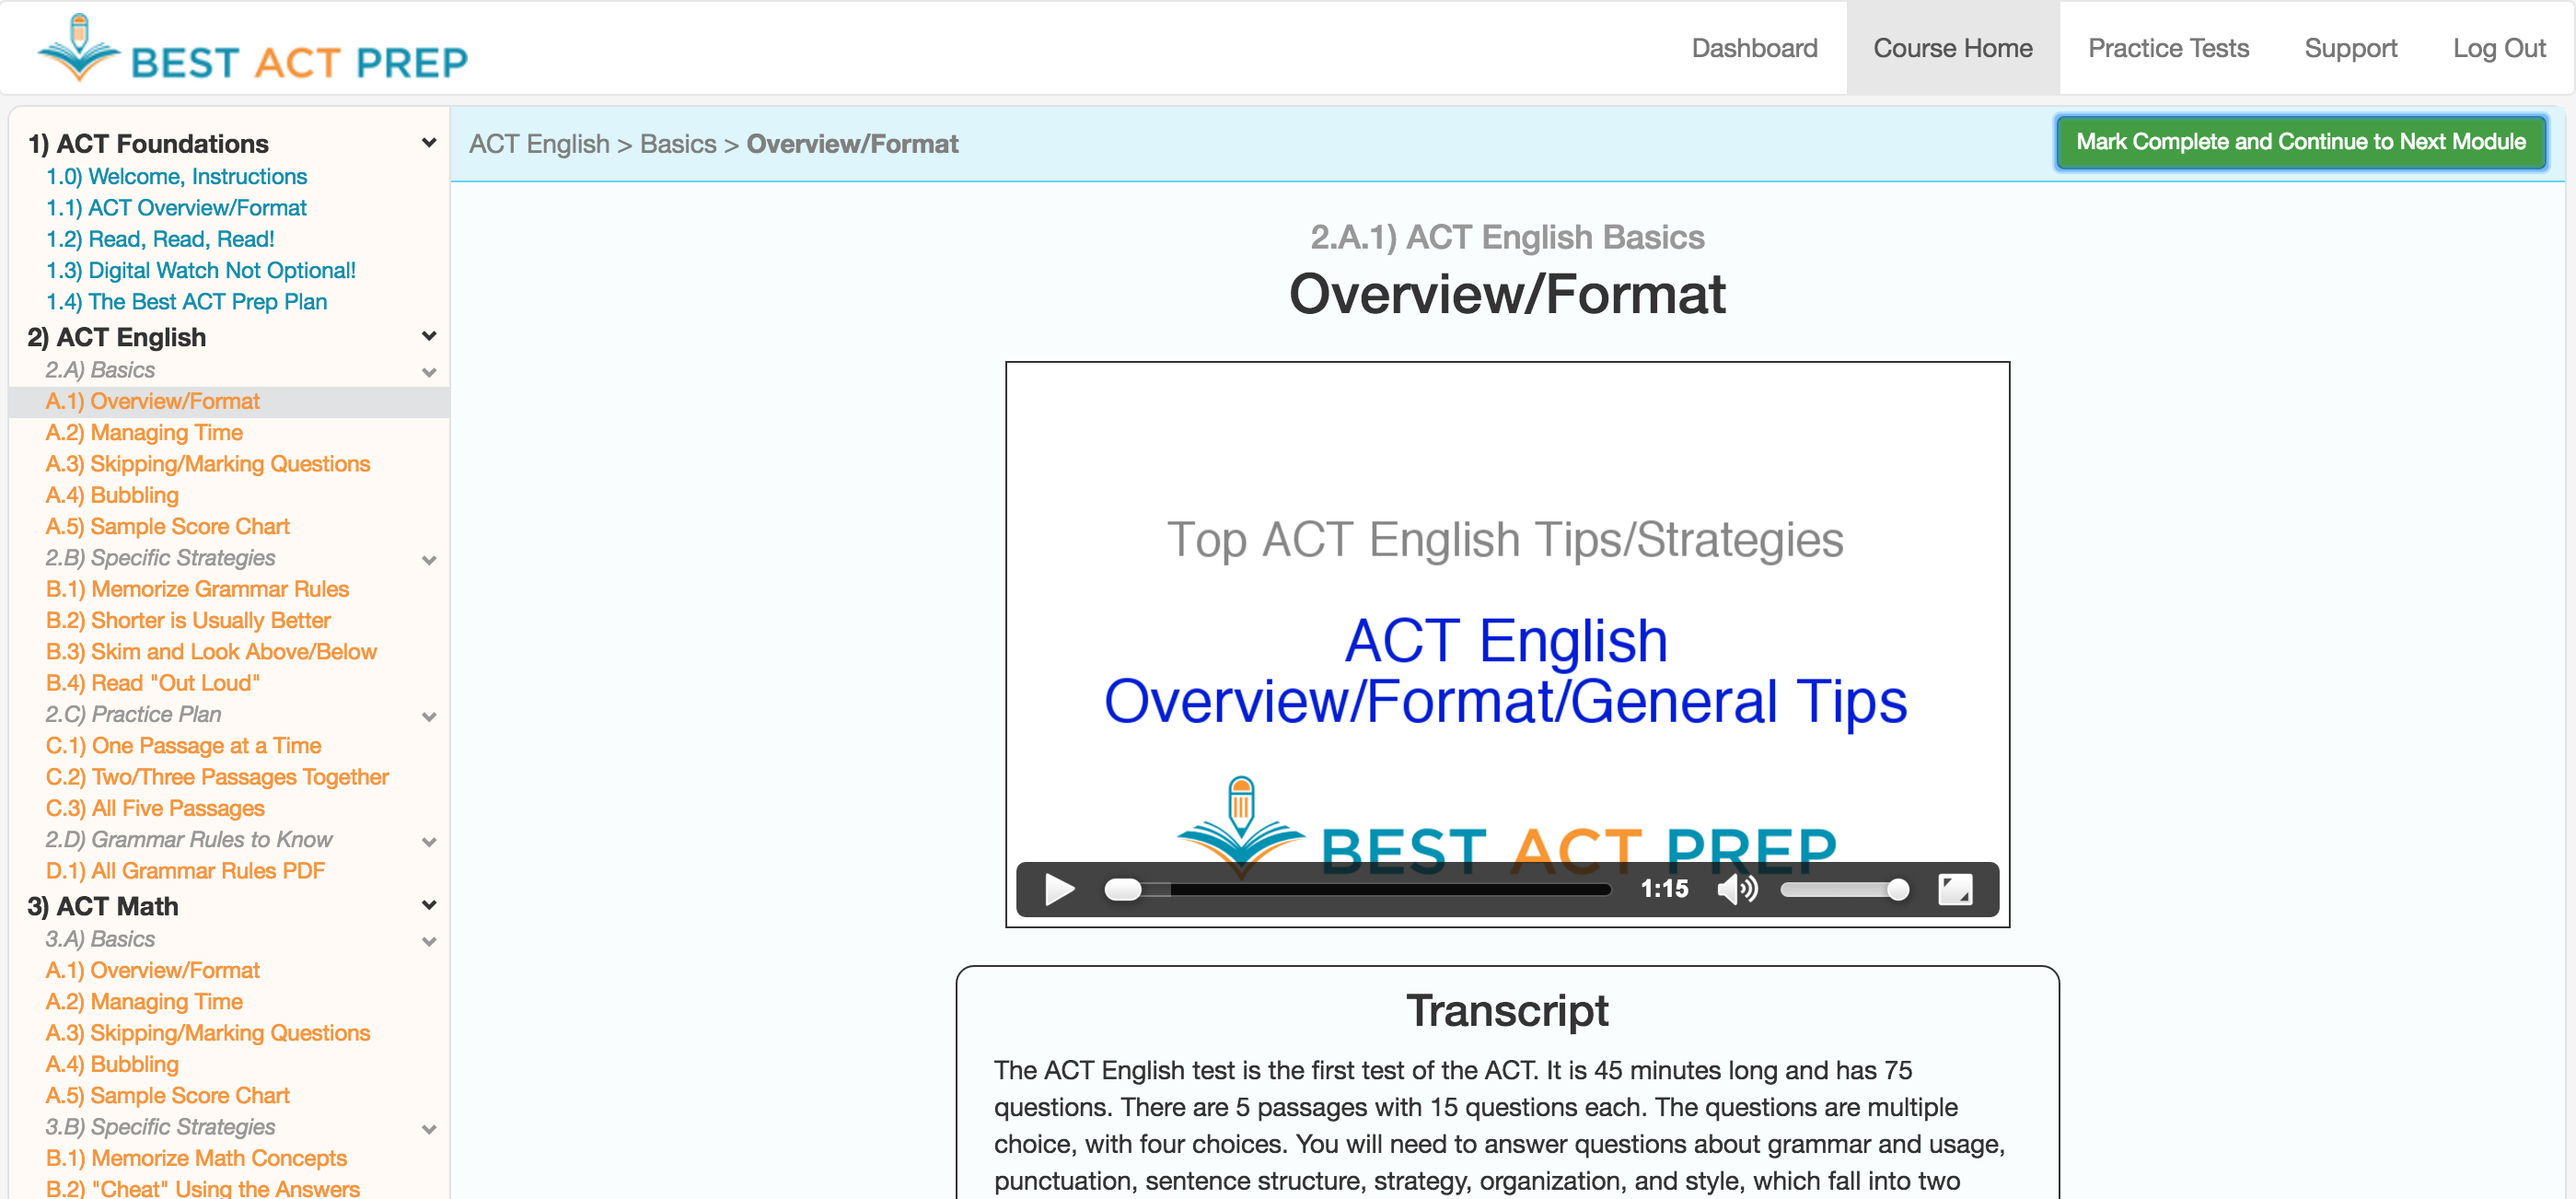 BEST ACT PREP
Dashboard
Course Home
Practice Tests
Support
Log Out
1) ACT Foundations
1.0) Welcome, Instructions
1.1) ACT Overview/Format
1.2) Read, Read, Read!
1.3) Digital Watch Not Optional!
1.4) The Best ACT Prep Plan
2) ACT English
2.A) Basics
A.1) Overview/Format
A.2) Managing Time
A.3) Skipping/Marking Questions
A.4) Bubbling
A.5) Sample Score Chart
2.B) Specific Strategies
B.1) Memorize Grammar Rules
B.2) Shorter is Usually Better
B.3) Skim and Look Above/Below
B.4) Read "Out Loud"
2.C) Practice Plan
C.1) One Passage at a Time
C.2) Two/Three Passages Together
C.3) All Five Passages
2.D) Grammar Rules to Know
D.1) All Grammar Rules PDF
3) ACT Math
3.A) Basics
A.1) Overview/Format
A.2) Managing Time
A.3) Skipping/Marking Questions
A.4) Bubbling
A.5) Sample Score Chart
3.B) Specific Strategies
B.1) Memorize Math Concepts
B.2) "Cheat" Using the Answers
ACT English > Basics > Overview/Format
Mark Complete and Continue to Next Module
2.A.1) ACT English Basics
Overview/Format
Top ACT English Tips/Strategies
ACT English
Overview/Format/General Tips
BEST ACT PREP
1:15
Transcript
The ACT English test is the first test of the ACT. It is 45 minutes long and has 75
questions. There are 5 passages with 15 questions each. The questions are multiple
choice, with four choices. You will need to answer questions about grammar and usage,
punctuation, sentence structure, strategy, organization, and style, which fall into two